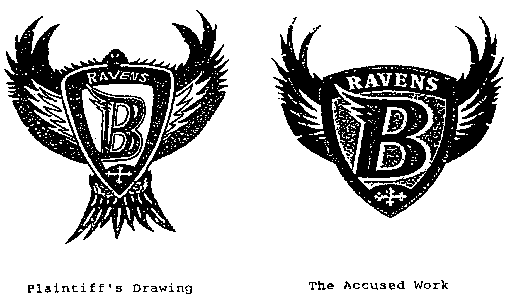 RAVENS
B
RAVENS
B
Plaintiff's Drawing
The Accused Work